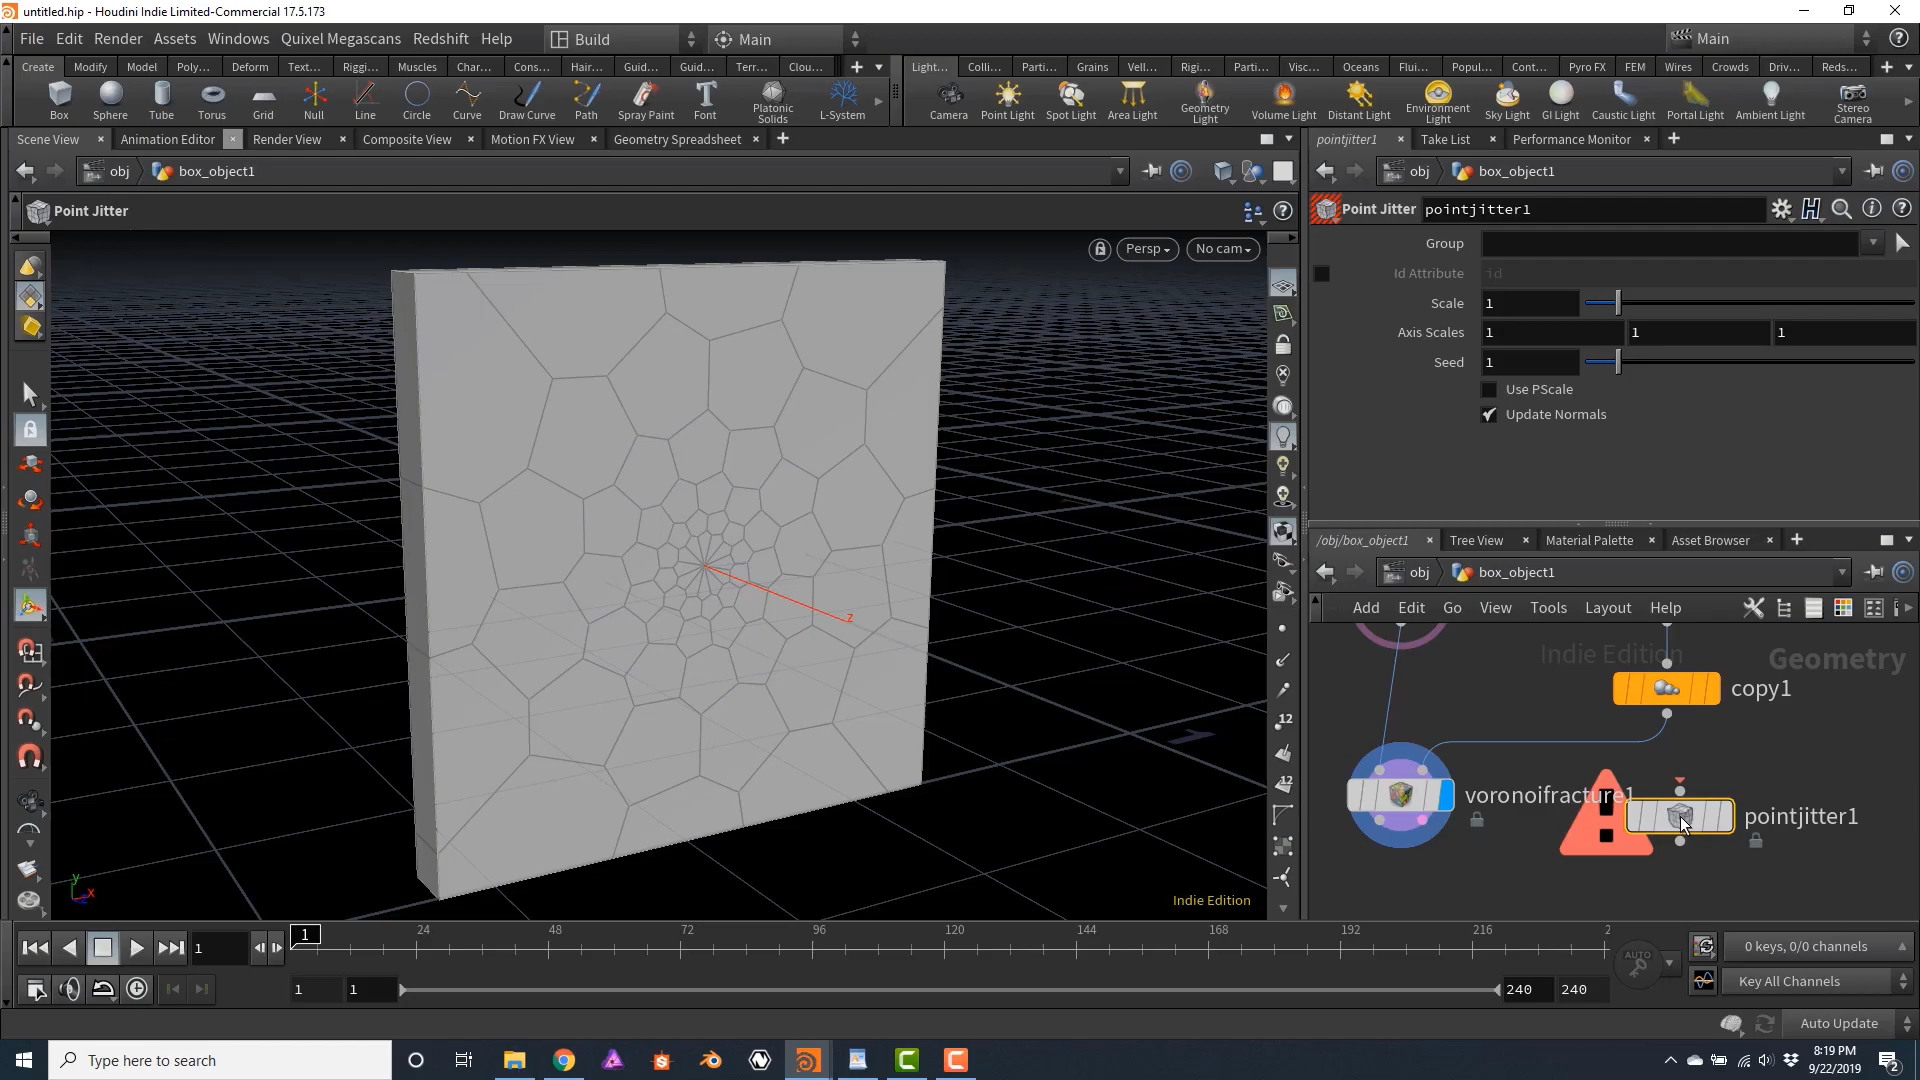 untitled.hip - Houdini Indie Limited-Commercial 17.5.173
File Edit Render Assets Windows Quixel Megascans Redshift Help Build Main Main
Create Modify Model Poly... Deform Text... Riggi... Muscles Char... Cons... Hair... Guid... Guid... Terr... Clou...
Light... Colli... Parti... Grains Vell... Rigi... Parti... Visc... Oceans Flui... Popul... Cont... Pyro FX FEM Wires Crowds Driv... Reds...
Box Sphere Tube Torus Grid Null Line Circle Curve Draw Curve Path Spray Paint Font Platonic Solids L-System
Camera Point Light Spot Light Area Light Geometry Light Volume Light Distant Light Environment Light Sky Light GI Light Caustic Light Portal Light Ambient Light Stereo Camera
Scene View Animation Editor Render View Composite View Motion FX View Geometry Spreadsheet
pointjitter1 Take List Performance Monitor
obj box_object1
obj box_object1
Point Jitter
Point Jitter pointjitter1
Persp No cam
Group
Id Attribute id
Scale 1
Axis Scales 1 1 1
Seed 1
Use PScale
Update Normals
z
y
x
Indie Edition
12
12
/obj/box_object1 Tree View Material Palette Asset Browser
obj box_object1
Add Edit Go View Tools Layout Help
Indie Edition Geometry
copy1
voronoifracture1
pointjitter1
1 1 24 48 72 96 120 144 168 192 216 2
AUTO
0 keys, 0/0 channels
1 1 240 240
Key All Channels
Auto Update
Type here to search
8:19 PM
9/22/2019
2